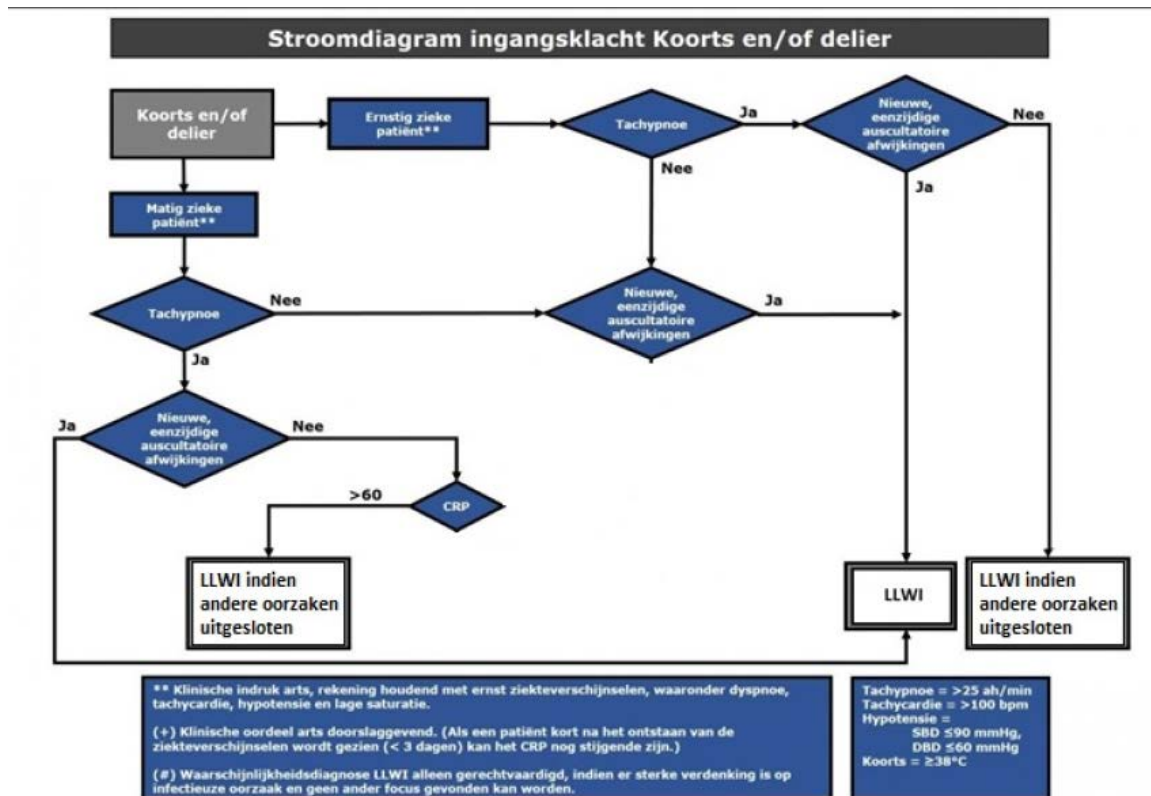 Stroomdiagram ingangsklacht Koorts en/of delier
Koorts en/of
delier
Ernstig zieke
patiënt**
Tachypnoe
Ja
Nieuwe,
eenzijdige
auscultatoire
afwijkingen
Nee
Nee
Ja
Matig zieke
patiënt**
Tachypnoe
Nee
Nieuwe,
eenzijdige
auscultatoire
afwijkingen
Ja
Ja
Ja
Nieuwe,
eenzijdige
auscultatoire
afwijkingen
Nee
>60
CRP
LLWI indien
andere oorzaken
uitgesloten
LLWI
LLWI indien
andere oorzaken
uitgesloten
** Klinische indruk arts, rekening houdend met ernst ziekteverschijnselen, waaronder dyspnoe,
tachycardie, hypotensie en lage saturatie.
(+) Klinische oordeel arts doorslaggevend. (Als een patiënt kort na het ontstaan van de
ziekteverschijnselen wordt gezien (< 3 dagen) kan het CRP nog stijgende zijn.)
(#) Waarschijnlijkheidsdiagnose LLWI alleen gerechtvaardigd, indien er sterke verdenking is op
infectieuze oorzaak en geen ander focus gevonden kan worden.
Tachypnoe = >25 ah/min
Tachycardie = >100 bpm
Hypotensie =
SBD ≤90 mmHg,
DBD ≤60 mmHg
Koorts = ≥38°C